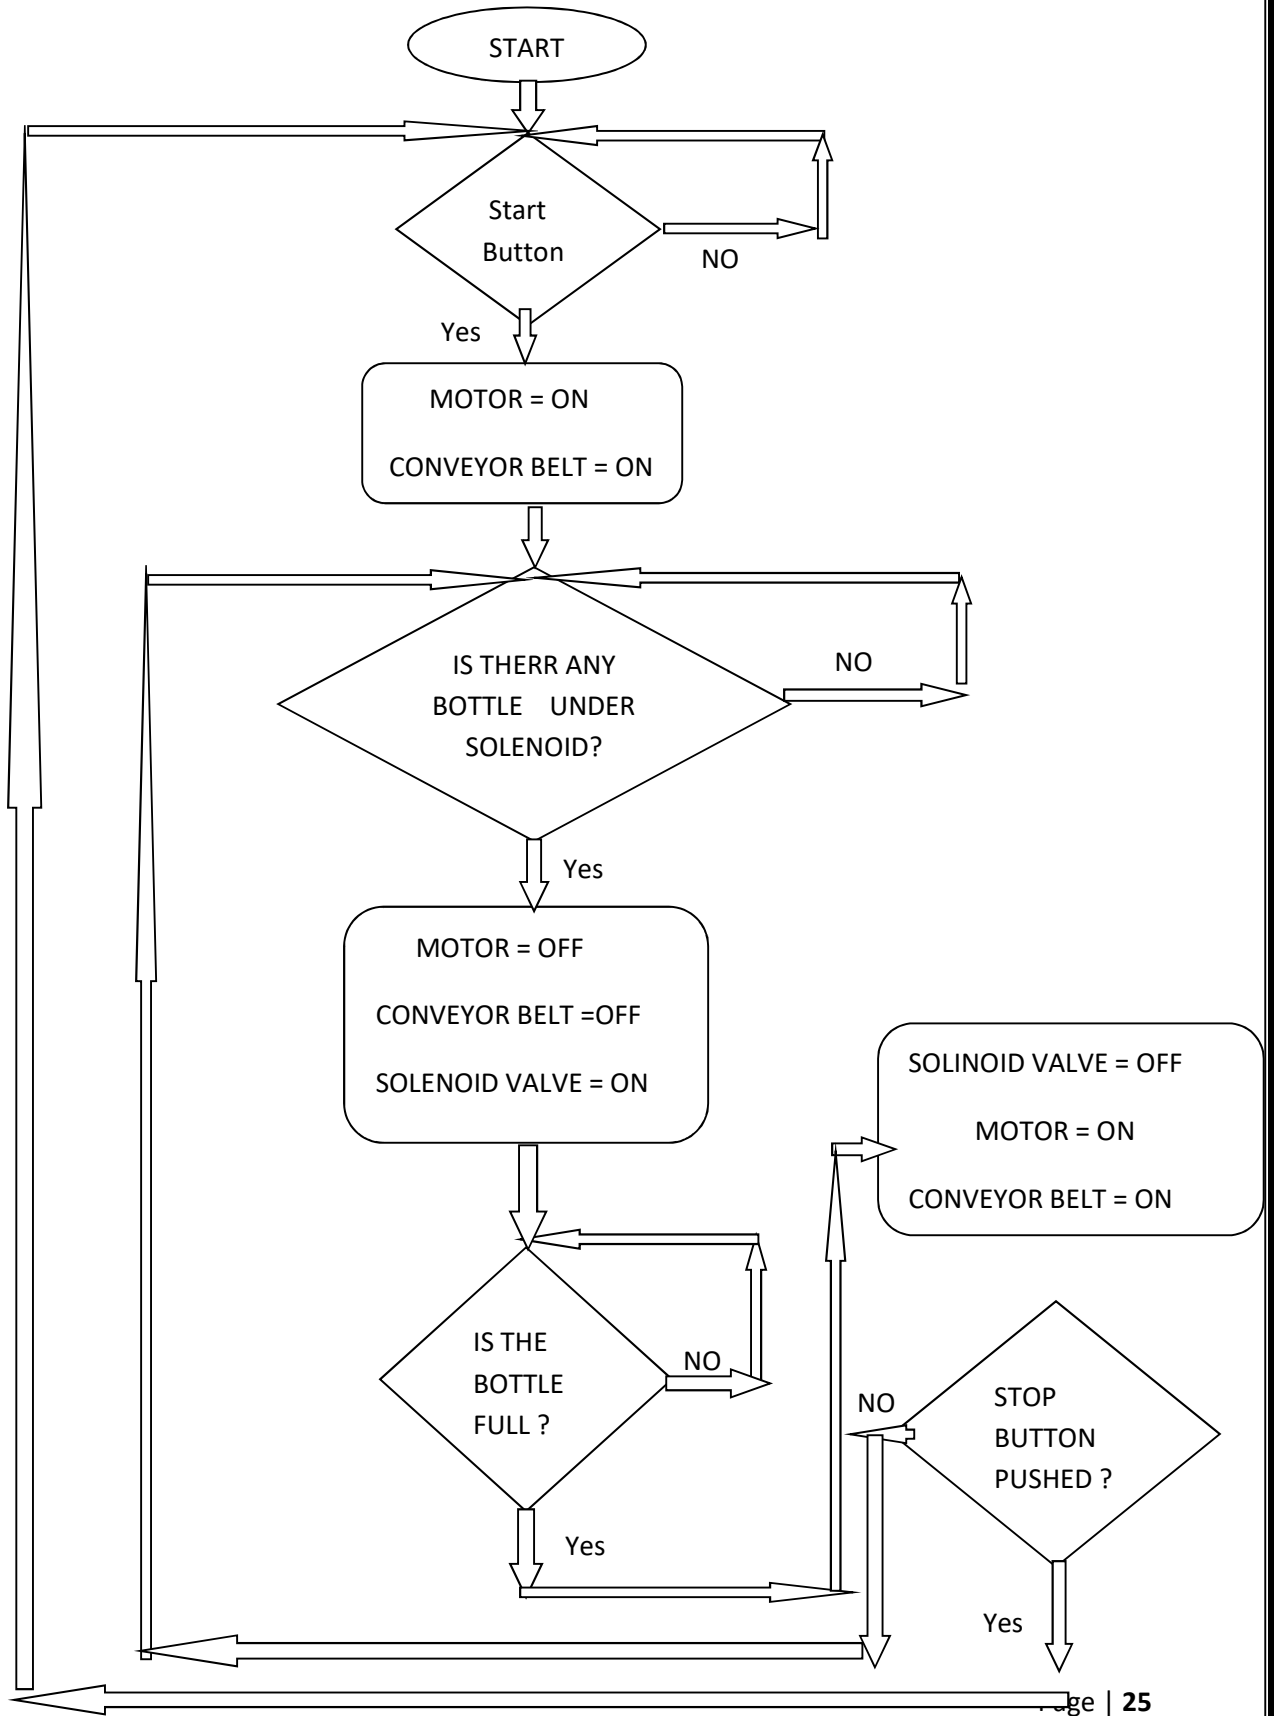 START
Start
Button
NO
Yes
MOTOR = ON
CONVEYOR BELT = ON
IS THERR ANY
BOTTLE UNDER
SOLENOID?
NO
Yes
MOTOR = OFF
CONVEYOR BELT =OFF
SOLENOID VALVE = ON
SOLINOID VALVE = OFF
MOTOR = ON
CONVEYOR BELT = ON
IS THE
BOTTLE
FULL ?
NO
Yes
STOP
BUTTON
PUSHED ?
NO
Yes
Page | 25